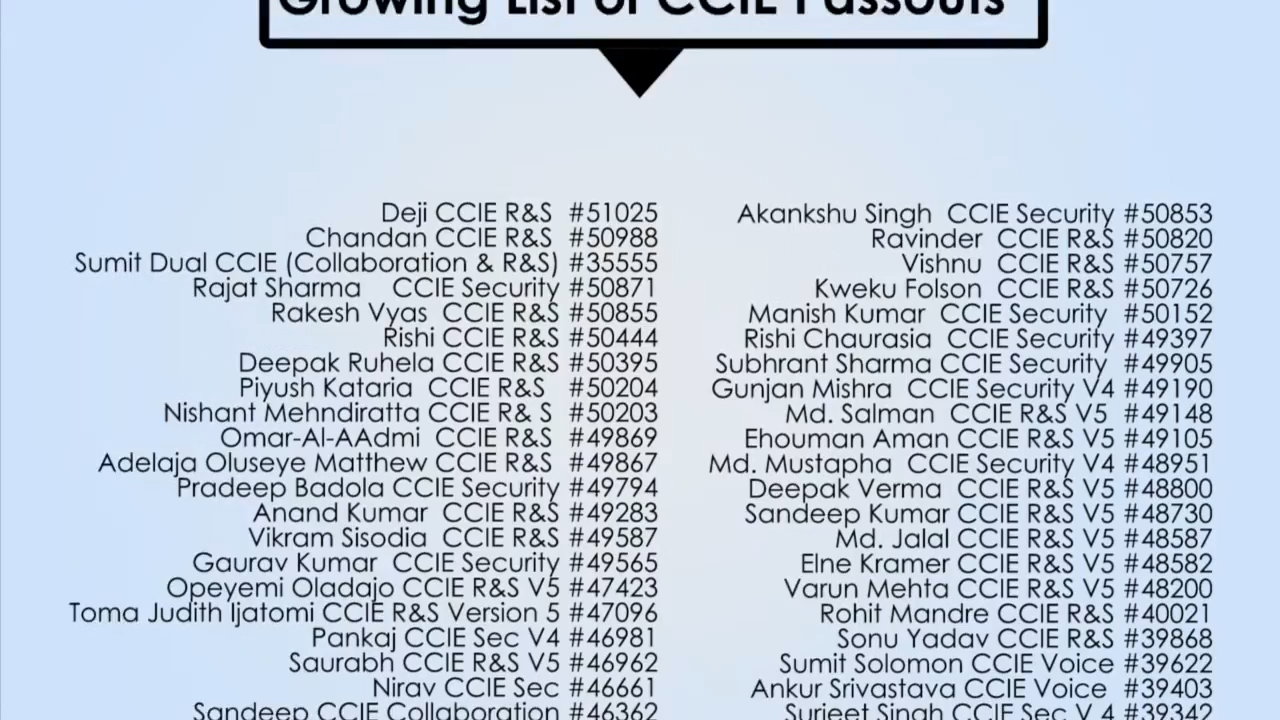 Growing List of CCIE Passouts
Deji CCIE R&S #51025
Chandan CCIE R&S #50988
Sumit Dual CCIE (Collaboration & R&S) #35555
Rajat Sharma CCIE Security #50871
Rakesh Vyas CCIE R&S #50855
Rishi CCIE R&S #50444
Deepak Ruhela CCIE R&S #50395
Piyush Kataria CCIE R&S #50204
Nishant Mehndiratta CCIE R& S #50203
Omar-Al-AAdmi CCIE R&S #49869
Adelaja Oluseye Matthew CCIE R&S #49867
Pradeep Badola CCIE Security #49794
Anand Kumar CCIE R&S #49283
Vikram Sisodia CCIE R&S #49587
Gaurav Kumar CCIE Security #49565
Opeyemi Oladajo CCIE R&S V5 #47423
Toma Judith Ijatomi CCIE R&S Version 5 #47096
Pankaj CCIE Sec V4 #46981
Saurabh CCIE R&S V5 #46962
Nirav CCIE Sec #46661
Sandeep CCIE Collaboration #46362
Akankshu Singh CCIE Security #50853
Ravinder CCIE R&S #50820
Vishnu CCIE R&S #50757
Kweku Folson CCIE R&S #50726
Manish Kumar CCIE Security #50152
Rishi Chaurasia CCIE Security #49397
Subhrant Sharma CCIE Security #49905
Gunjan Mishra CCIE Security V4 #49190
Md. Salman CCIE R&S V5 #49148
Ehouman Aman CCIE R&S V5 #49105
Md. Mustapha CCIE Security V4 #48951
Deepak Verma CCIE R&S V5 #48800
Sandeep Kumar CCIE R&S V5 #48730
Md. Jalal CCIE R&S V5 #48587
Elne Kramer CCIE R&S V5 #48582
Varun Mehta CCIE R&S V5 #48200
Rohit Mandre CCIE R&S #40021
Sonu Yadav CCIE R&S #39868
Sumit Solomon CCIE Voice #39622
Ankur Srivastava CCIE Voice #39403
Surjeet Singh CCIE Sec V 4 #39342